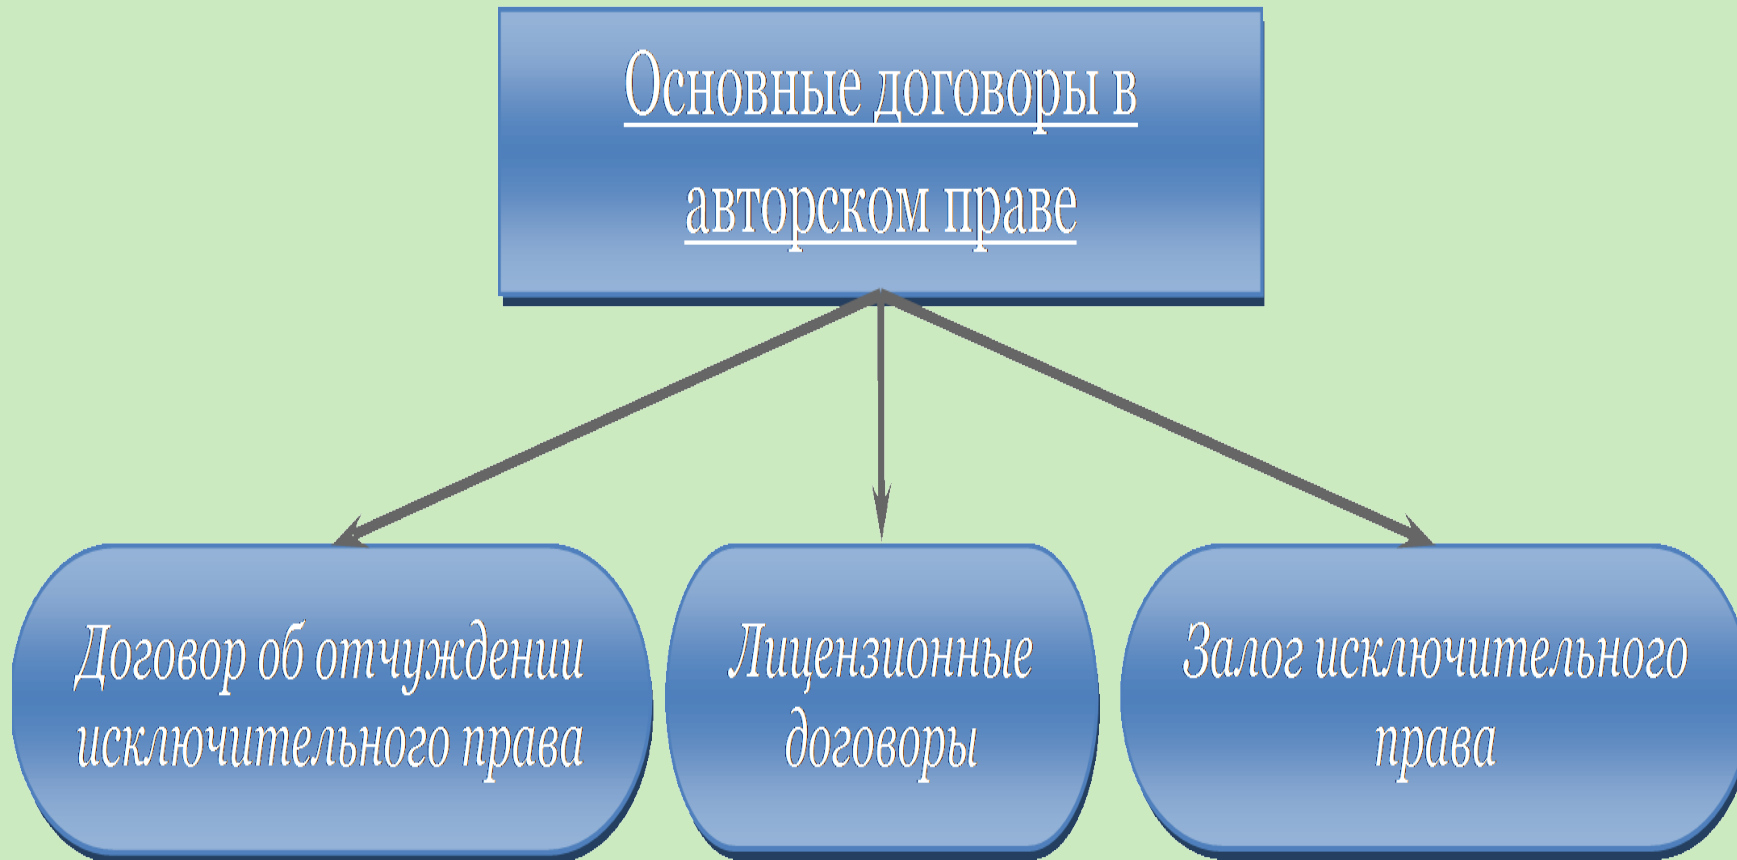 Основные договоры в
авторском праве
Договор об отчуждении
исключительного права
Лицензионные
договоры
Залог исключительного
права